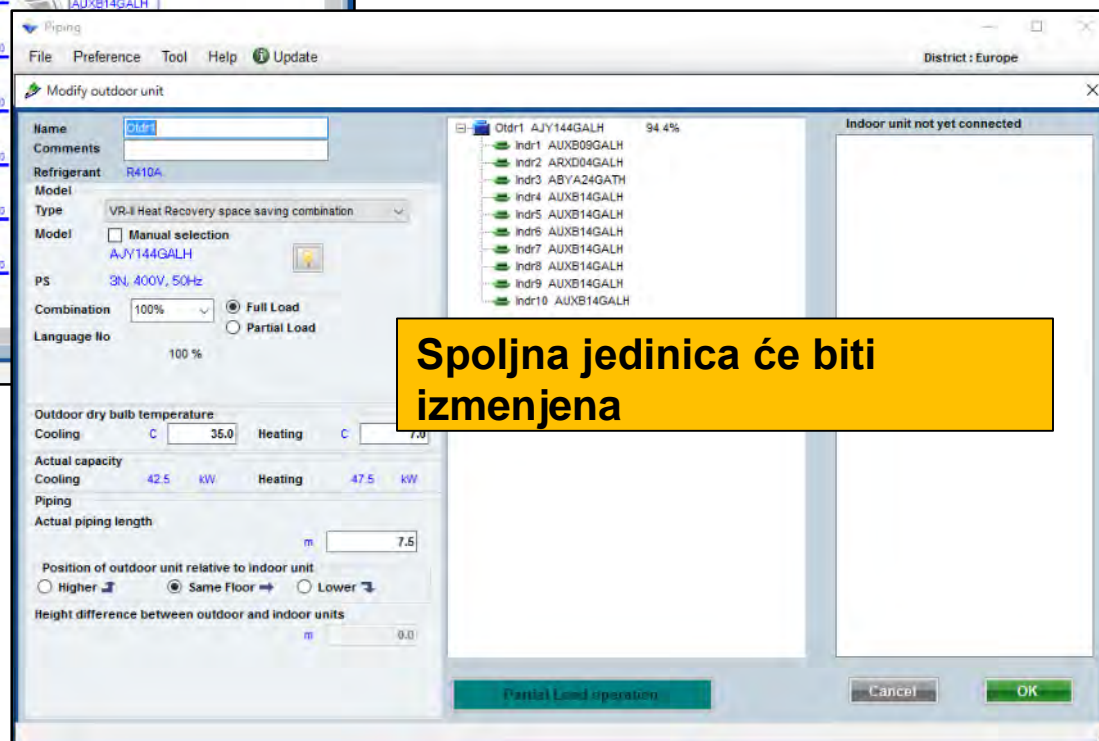 AUXB14GALH
Piping
File Preference Tool Help Update District : Europe
Modify outdoor unit
Name Otdr1
Comments
Refrigerant R410A
Model
Type VR-II Heat Recovery space saving combination
Model Manual selection
AJY144GALH
PS 3N, 400V, 50Hz
Combination 100% Full Load
Partial Load
Language No
100 %
Outdoor dry bulb temperature
Cooling C 35.0 Heating C 7.0
Actual capacity
Cooling 42.5 kW Heating 47.5 kW
Piping
Actual piping length
m 7.5
Position of outdoor unit relative to indoor unit
Higher Same Floor Lower
Height difference between outdoor and indoor units
m 0.0
Otdr1 AJY144GALH 94.4%
Indr1 AUXB09GALH
Indr2 ARXD04GALH
Indr3 ABYA24GATH
Indr4 AUXB14GALH
Indr5 AUXB14GALH
Indr6 AUXB14GALH
Indr7 AUXB14GALH
Indr8 AUXB14GALH
Indr9 AUXB14GALH
Indr10 AUXB14GALH
Indoor unit not yet connected
Spoljna jedinica će biti
izmenjena
Partial Load operation
Cancel OK